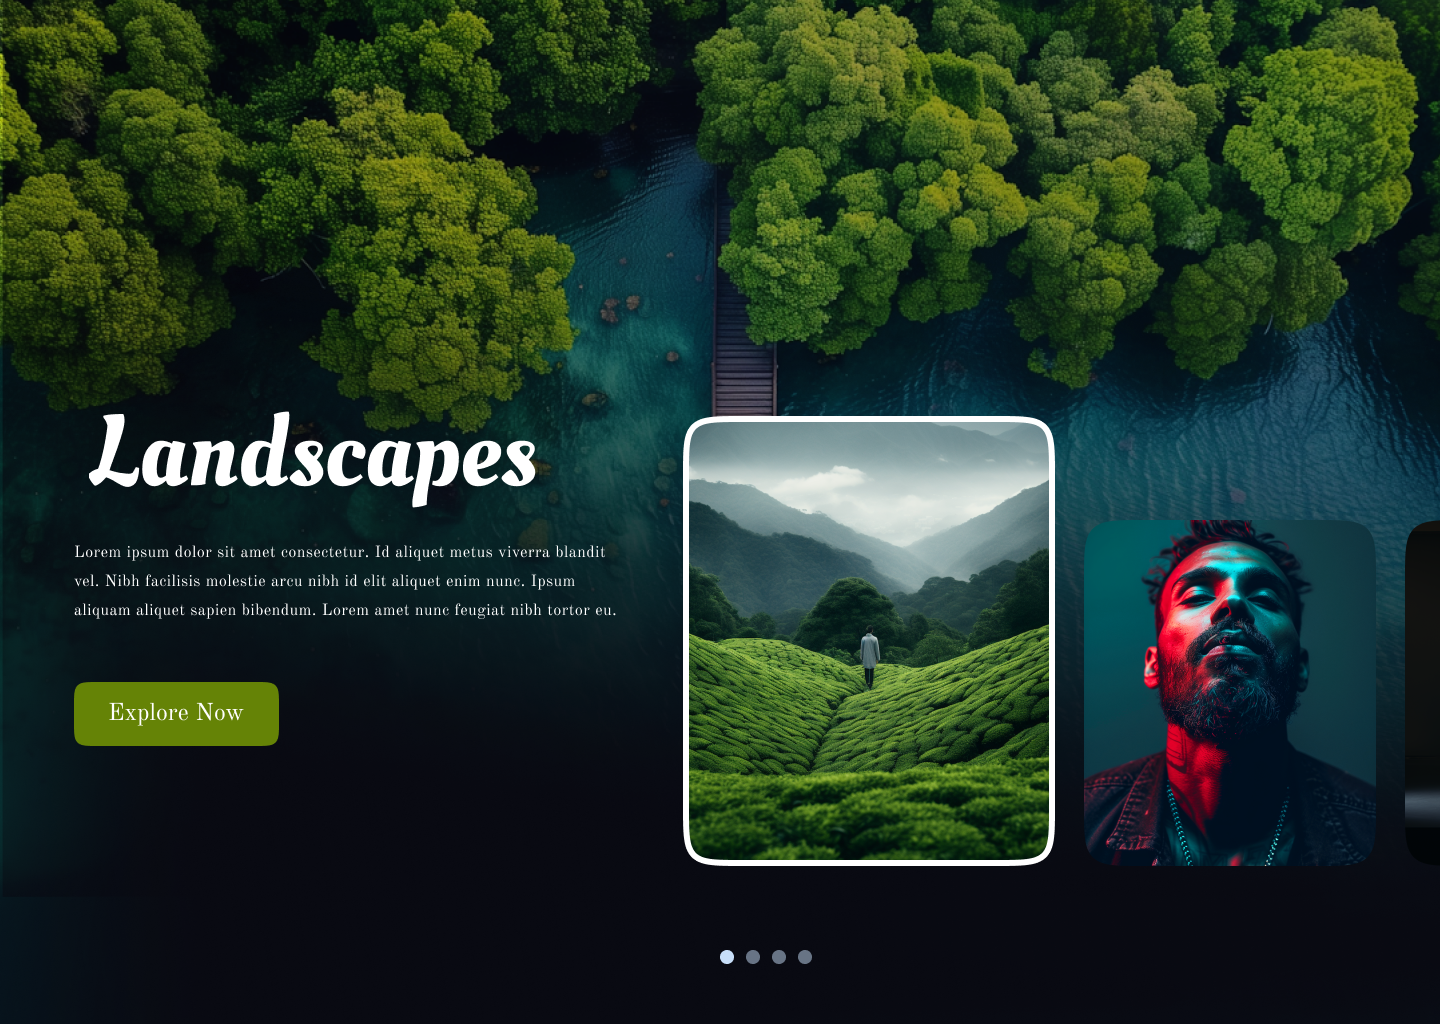 Landscapes
Lorem ipsum dolor sit amet consectetur. Id aliquet metus viverra blandit
vel. Nibh facilisis molestie arcu nibh id elit aliquet enim nunc. Ipsum
aliquam aliquet sapien bibendum. Lorem amet nunc feugiat nibh tortor eu.
Explore Now